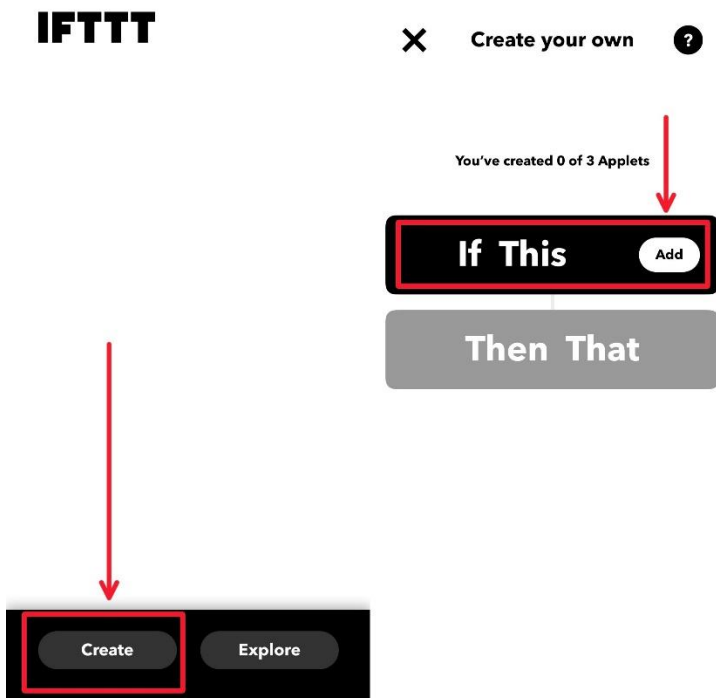 IFTTT
Create
Explore
Create your own
?
You've created 0 of 3 Applets
If This
Add
Then That